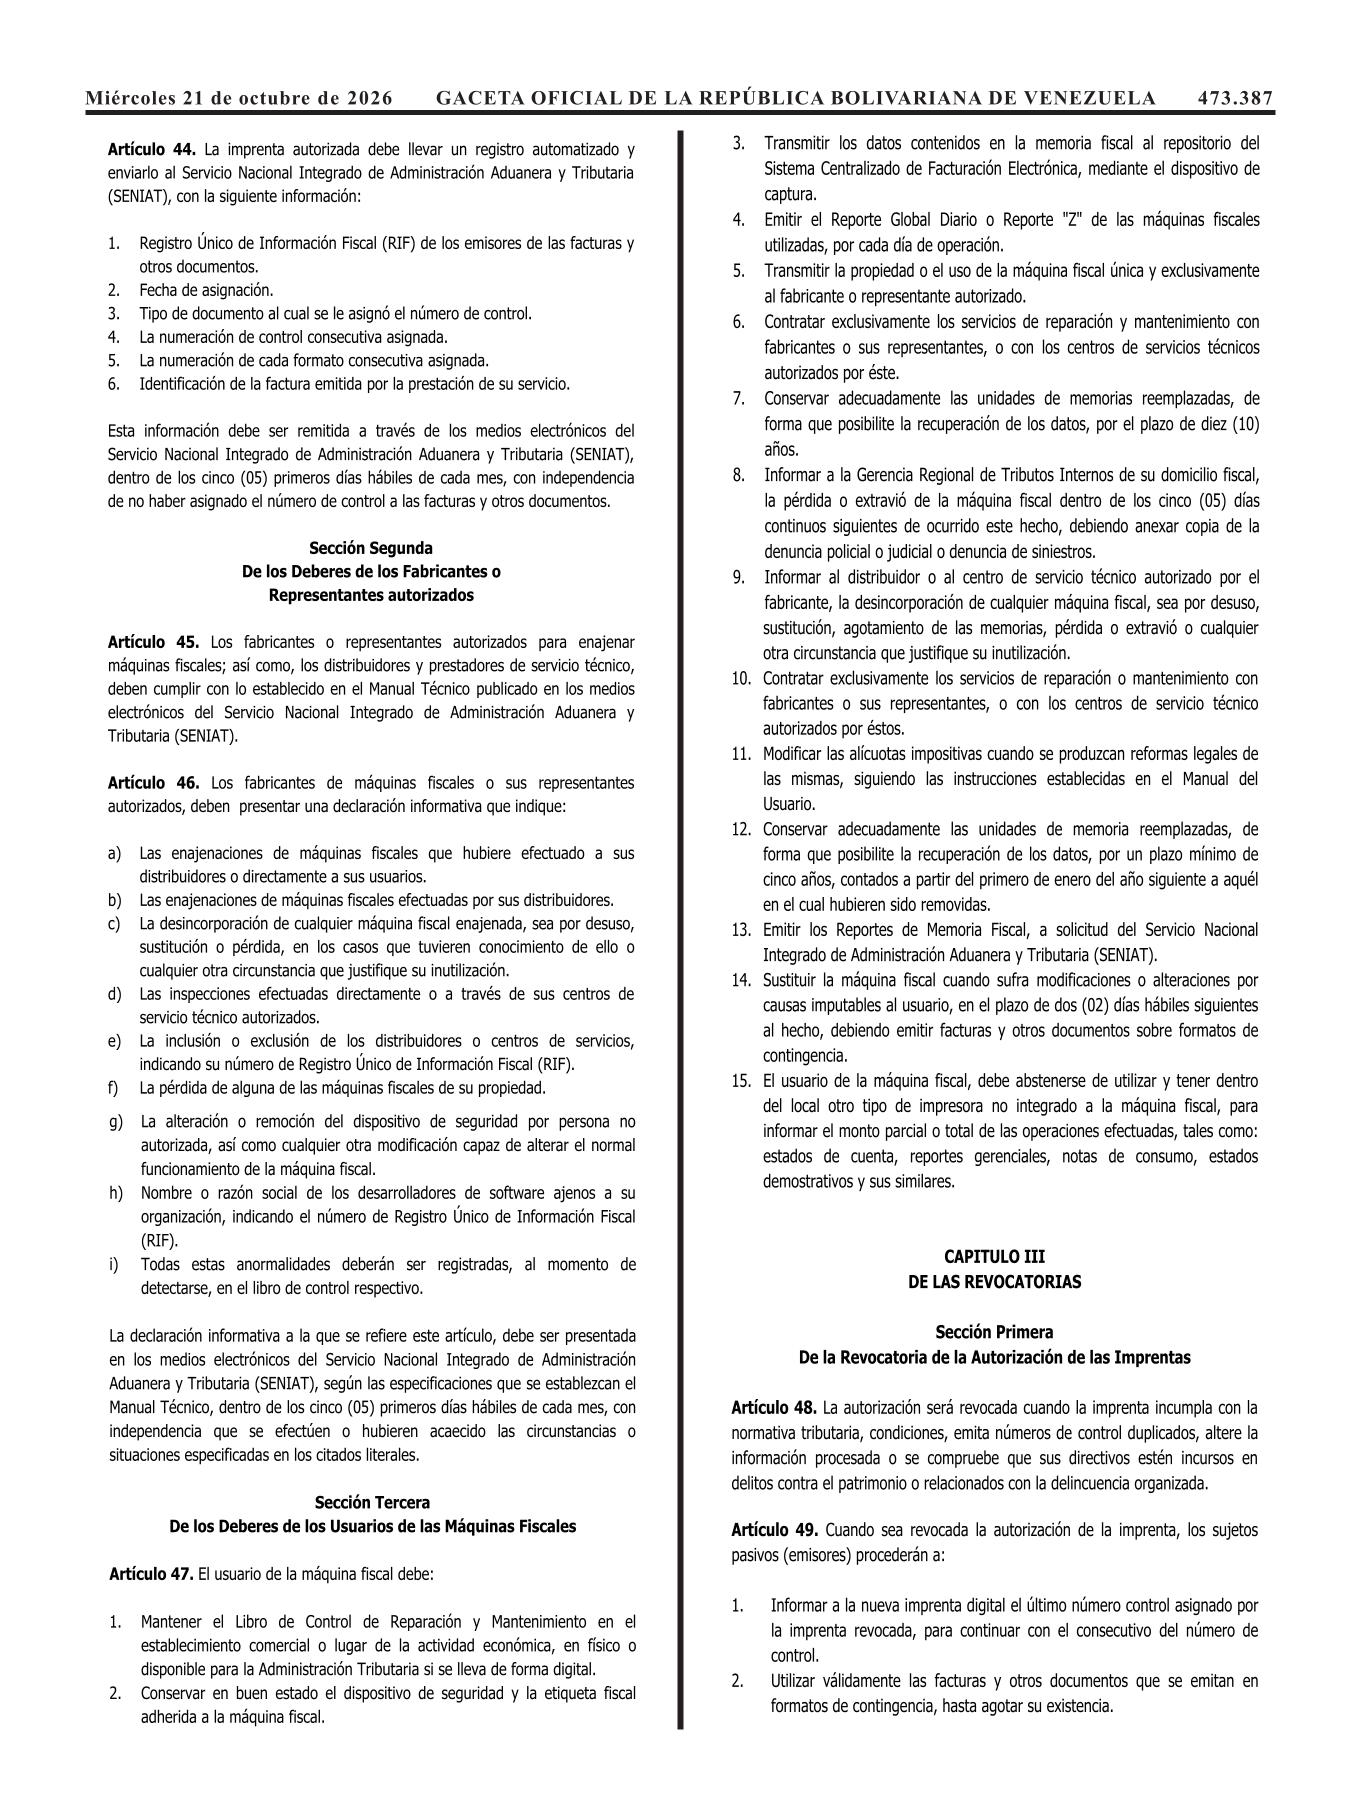 Miércoles 21 de octubre de 2026 GACETA OFICIAL DE LA REPÚBLICA BOLIVARIANA DE VENEZUELA 473.387
Artículo 44. La imprenta autorizada debe llevar un registro automatizado y
enviarlo al Servicio Nacional Integrado de Administración Aduanera y Tributaria
(SENIAT), con la siguiente información:
1. Registro Único de Información Fiscal (RIF) de los emisores de las facturas y
otros documentos.
2. Fecha de asignación.
3. Tipo de documento al cual se le asignó el número de control.
4. La numeración de control consecutiva asignada.
5. La numeración de cada formato consecutiva asignada.
6. Identificación de la factura emitida por la prestación de su servicio.
Esta información debe ser remitida a través de los medios electrónicos del
Servicio Nacional Integrado de Administración Aduanera y Tributaria (SENIAT),
dentro de los cinco (05) primeros días hábiles de cada mes, con independencia
de no haber asignado el número de control a las facturas y otros documentos.
Sección Segunda
De los Deberes de los Fabricantes o
Representantes autorizados
Artículo 45. Los fabricantes o representantes autorizados para enajenar
máquinas fiscales; así como, los distribuidores y prestadores de servicio técnico,
deben cumplir con lo establecido en el Manual Técnico publicado en los medios
electrónicos del Servicio Nacional Integrado de Administración Aduanera y
Tributaria (SENIAT).
Artículo 46. Los fabricantes de máquinas fiscales o sus representantes
autorizados, deben presentar una declaración informativa que indique:
a) Las enajenaciones de máquinas fiscales que hubiere efectuado a sus
distribuidores o directamente a sus usuarios.
b) Las enajenaciones de máquinas fiscales efectuadas por sus distribuidores.
c) La desincorporación de cualquier máquina fiscal enajenada, sea por desuso,
sustitución o pérdida, en los casos que tuvieren conocimiento de ello o
cualquier otra circunstancia que justifique su inutilización.
d) Las inspecciones efectuadas directamente o a través de sus centros de
servicio técnico autorizados.
e) La inclusión o exclusión de los distribuidores o centros de servicios,
indicando su número de Registro Único de Información Fiscal (RIF).
f) La pérdida de alguna de las máquinas fiscales de su propiedad.
g) La alteración o remoción del dispositivo de seguridad por persona no
autorizada, así como cualquier otra modificación capaz de alterar el normal
funcionamiento de la máquina fiscal.
h) Nombre o razón social de los desarrolladores de software ajenos a su
organización, indicando el número de Registro Único de Información Fiscal
(RIF).
i) Todas estas anormalidades deberán ser registradas, al momento de
detectarse, en el libro de control respectivo.
La declaración informativa a la que se refiere este artículo, debe ser presentada
en los medios electrónicos del Servicio Nacional Integrado de Administración
Aduanera y Tributaria (SENIAT), según las especificaciones que se establezcan el
Manual Técnico, dentro de los cinco (05) primeros días hábiles de cada mes, con
independencia que se efectúen o hubieren acaecido las circunstancias o
situaciones especificadas en los citados literales.
Sección Tercera
De los Deberes de los Usuarios de las Máquinas Fiscales
Artículo 47. El usuario de la máquina fiscal debe:
1. Mantener el Libro de Control de Reparación y Mantenimiento en el
establecimiento comercial o lugar de la actividad económica, en físico o
disponible para la Administración Tributaria si se lleva de forma digital.
2. Conservar en buen estado el dispositivo de seguridad y la etiqueta fiscal
adherida a la máquina fiscal.
3. Transmitir los datos contenidos en la memoria fiscal al repositorio del
Sistema Centralizado de Facturación Electrónica, mediante el dispositivo de
captura.
4. Emitir el Reporte Global Diario o Reporte "Z" de las máquinas fiscales
utilizadas, por cada día de operación.
5. Transmitir la propiedad o el uso de la máquina fiscal única y exclusivamente
al fabricante o representante autorizado.
6. Contratar exclusivamente los servicios de reparación y mantenimiento con
fabricantes o sus representantes, o con los centros de servicios técnicos
autorizados por éste.
7. Conservar adecuadamente las unidades de memorias reemplazadas, de
forma que posibilite la recuperación de los datos, por el plazo de diez (10)
años.
8. Informar a la Gerencia Regional de Tributos Internos de su domicilio fiscal,
la pérdida o extravió de la máquina fiscal dentro de los cinco (05) días
continuos siguientes de ocurrido este hecho, debiendo anexar copia de la
denuncia policial o judicial o denuncia de siniestros.
9. Informar al distribuidor o al centro de servicio técnico autorizado por el
fabricante, la desincorporación de cualquier máquina fiscal, sea por desuso,
sustitución, agotamiento de las memorias, pérdida o extravió o cualquier
otra circunstancia que justifique su inutilización.
10. Contratar exclusivamente los servicios de reparación o mantenimiento con
fabricantes o sus representantes, o con los centros de servicio técnico
autorizados por éstos.
11. Modificar las alícuotas impositivas cuando se produzcan reformas legales de
las mismas, siguiendo las instrucciones establecidas en el Manual del
Usuario.
12. Conservar adecuadamente las unidades de memoria reemplazadas, de
forma que posibilite la recuperación de los datos, por un plazo mínimo de
cinco años, contados a partir del primero de enero del año siguiente a aquél
en el cual hubieren sido removidas.
13. Emitir los Reportes de Memoria Fiscal, a solicitud del Servicio Nacional
Integrado de Administración Aduanera y Tributaria (SENIAT).
14. Sustituir la máquina fiscal cuando sufra modificaciones o alteraciones por
causas imputables al usuario, en el plazo de dos (02) días hábiles siguientes
al hecho, debiendo emitir facturas y otros documentos sobre formatos de
contingencia.
15. El usuario de la máquina fiscal, debe abstenerse de utilizar y tener dentro
del local otro tipo de impresora no integrado a la máquina fiscal, para
informar el monto parcial o total de las operaciones efectuadas, tales como:
estados de cuenta, reportes gerenciales, notas de consumo, estados
demostrativos y sus similares.
CAPITULO III
DE LAS REVOCATORIAS
Sección Primera
De la Revocatoria de la Autorización de las Imprentas
Artículo 48. La autorización será revocada cuando la imprenta incumpla con la
normativa tributaria, condiciones, emita números de control duplicados, altere la
información procesada o se compruebe que sus directivos estén incursos en
delitos contra el patrimonio o relacionados con la delincuencia organizada.
Artículo 49. Cuando sea revocada la autorización de la imprenta, los sujetos
pasivos (emisores) procederán a:
1. Informar a la nueva imprenta digital el último número control asignado por
la imprenta revocada, para continuar con el consecutivo del número de
control.
2. Utilizar válidamente las facturas y otros documentos que se emitan en
formatos de contingencia, hasta agotar su existencia.